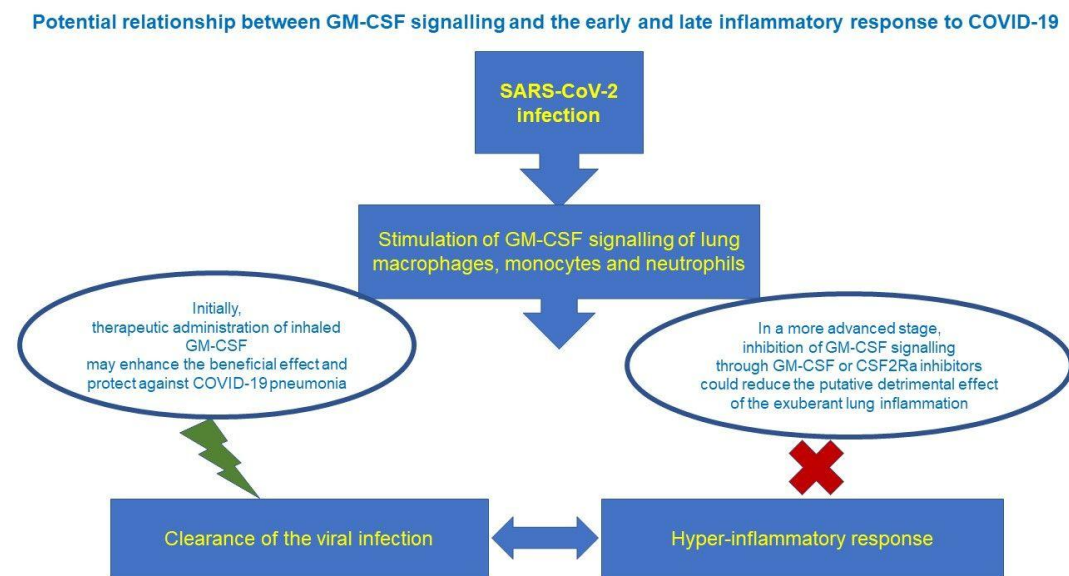 Potential relationship between GM-CSF signalling and the early and late inflammatory response to COVID-19
SARS-CoV-2
infection
Stimulation of GM-CSF signalling of lung
macrophages, monocytes and neutrophils
Initially,
therapeutic administration of inhaled
GM-CSF
may enhance the beneficial effect and
protect against COVID-19 pneumonia
In a more advanced stage,
inhibition of GM-CSF signalling
through GM-CSF or CSF2Ra inhibitors
could reduce the putative detrimental effect
of the exuberant lung inflammation
Clearance of the viral infection
Hyper-inflammatory response